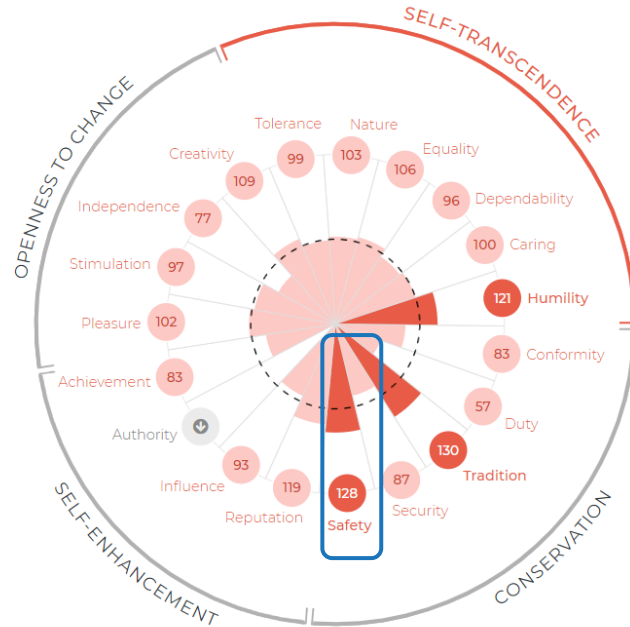 SELF-TRANSCENDENCE
OPENNESS TO CHANGE
SELF-ENHANCEMENT
CONSERVATION
Tolerance
99
Nature
103
Equality
106
Dependability
96
Caring
100
Humility
121
Conformity
83
Duty
57
Tradition
130
Security
87
Safety
128
Reputation
119
Influence
93
Authority
Achievement
83
Pleasure
102
Stimulation
97
Independence
77
Creativity
109